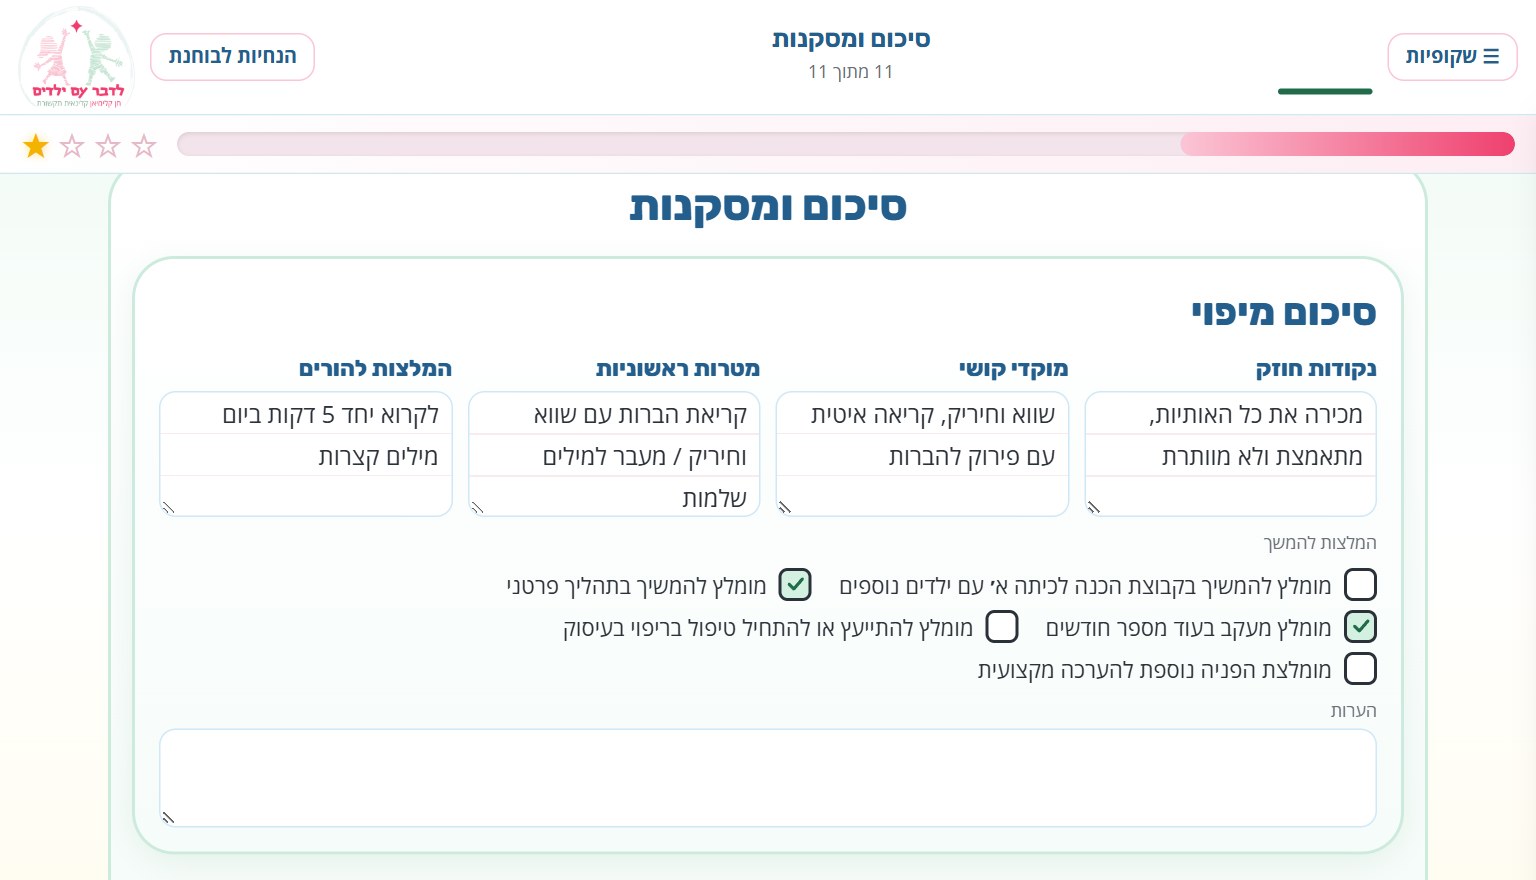 ☰ שקופיות
סיכום ומסקנות
11 מתוך 11
הנחיות לבוחנת
לדבר עם ילדים
חן קלימיאן קלינאית תקשורת
סיכום ומסקנות
סיכום מיפוי
נקודות חוזק
מכירה את כל האותיות,
מתאמצת ולא מוותרת
מוקדי קושי
שווא וחיריק, קריאה איטית
עם פירוק להברות
מטרות ראשוניות
קריאת הברות עם שווא
וחיריק / מעבר למילים
שלמות
המלצות להורים
לקרוא יחד 5 דקות ביום
מילים קצרות
המלצות להמשך
מומלץ להמשיך בקבוצת הכנה לכיתה א׳ עם ילדים נוספים
מומלץ להמשיך בתהליך פרטני
מומלץ מעקב בעוד מספר חודשים
מומלץ להתייעץ או להתחיל טיפול בריפוי בעיסוק
מומלצת הפניה נוספת להערכה מקצועית
הערות